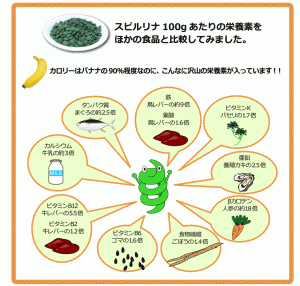 スピルリナ 100gあたりの栄養素を
ほかの食品と比較してみました。
カロリーはバナナの90%程度なのに、こんなに沢山の栄養素が入っています!!
タンパク質
まぐろの約2.5倍
鉄
鳥レバーの約9倍
葉酸
鳥レバーの1.6倍
ビタミンK
パセリの1.7倍
カルシウム
牛乳の約3倍
MILK
亜鉛
養殖カキの2.5倍
ビタミンB12
牛レバーの5.5倍
ビタミンB2
牛レバーの1.2倍
ビタミンB6
ゴマの1.6倍
食物繊維
ごぼうの1.4倍
βカロテン
人参の約18倍